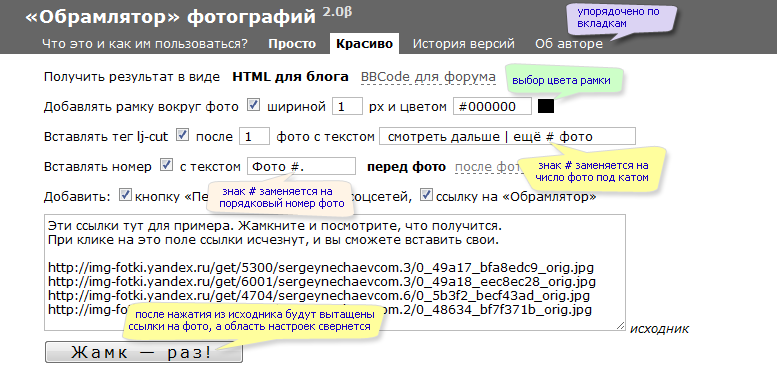 «Обрамлятор» фотографий 2.0β
упорядочено по
вкладкам
Что это и как им пользоваться? Просто Красиво История версий Об авторе
Получить результат в виде HTML для блога BBCode для форума
выбор цвета рамки
Добавлять рамку вокруг фото шириной 1 px и цветом #000000
Вставлять тег lj-cut после 1 фото с текстом смотреть дальше | ещё # фото
Вставлять номер с текстом Фото #. перед фото после
знак # заменяется на
число фото под катом
знак # заменяется на
порядковый номер фото
Добавить: кнопку соцсетей, ссылку на «Обрамлятор»
Эти ссылки тут для примера. Жамкните и посмотрите, что получится.
При клике на это поле ссылки исчезнут, и вы сможете вставить свои.
http://img-fotki.yandex.ru/get/5300/sergeynechaevcom.3/0_49a17_bfa8edc9_orig.jpg
http://img-fotki.yandex.ru/get/6001/sergeynechaevcom.3/0_49a18_eec8ec28_orig.jpg
http://img-fotki.yandex.ru/get/4704/sergeynechaevcom.6/0_5b3f2_becf43ad_orig.jpg
http://img-fotki.yandex.ru/get/ .2/0_48634_bf7f371b_orig.jpg
после нажатия из исходника будут вытащены
ссылки на фото, а область настроек свернется
исходник
Жамк — раз!